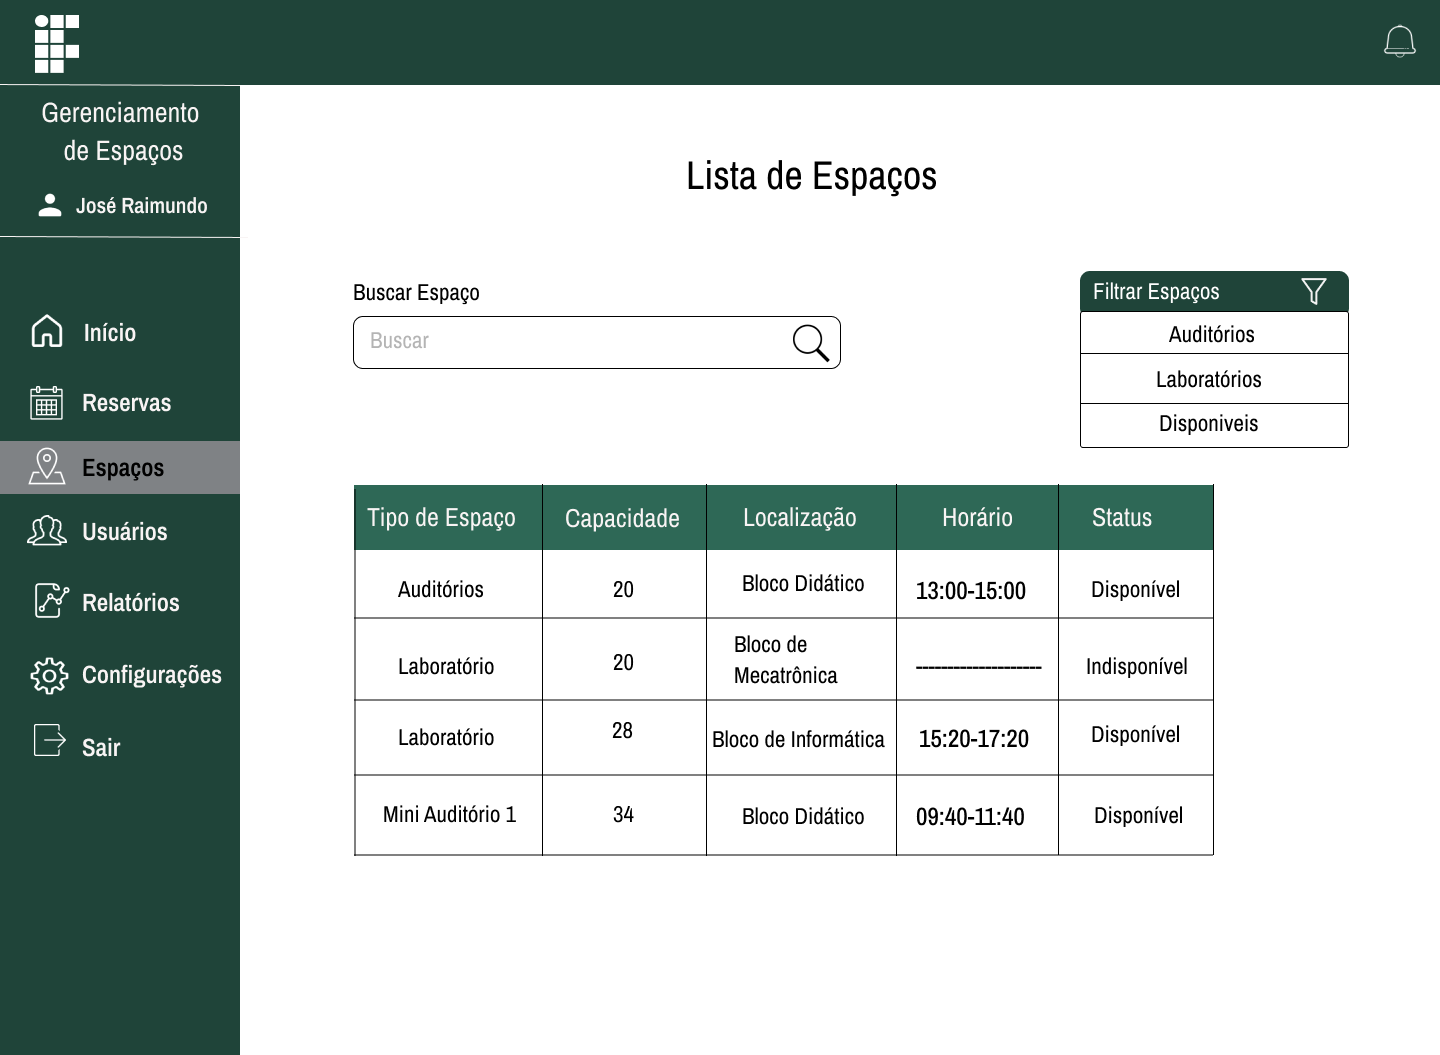 Gerenciamento
de Espaços
José Raimundo
Início
Reservas
Espaços
Usuários
Relatórios
Configurações
Sair
Lista de Espaços
Buscar Espaço
Buscar
Filtrar Espaços
Auditórios
Laboratórios
Disponiveis
Tipo de Espaço Capacidade Localização Horário Status
Auditórios 20 Bloco Didático 13:00-15:00 Disponível
Laboratório 20 Bloco de
Mecatrônica --------------------- Indisponível
Laboratório 28 Bloco de Informática 15:20-17:20 Disponível
Mini Auditório 1 34 Bloco Didático 09:40-11:40 Disponível